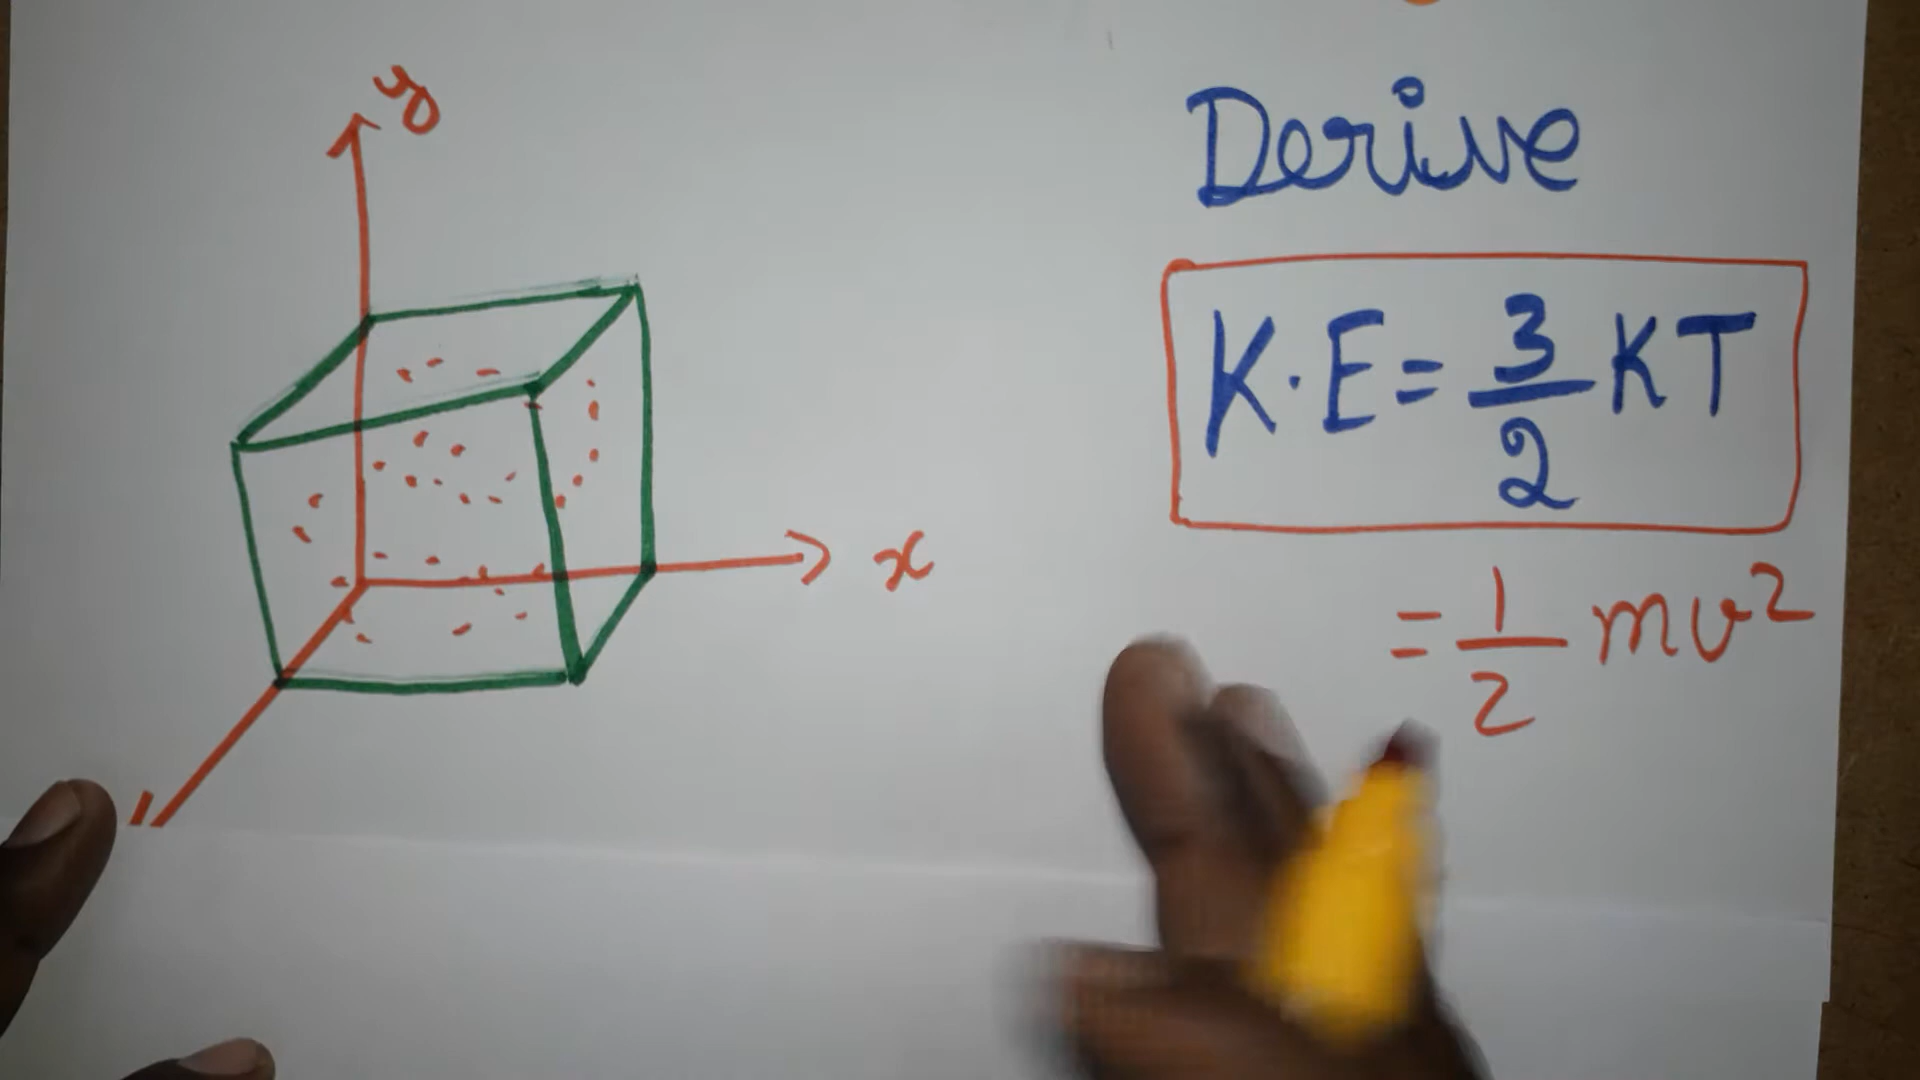 y
x
Derive
K·E = 3/2 KT
= 1/2 mv²